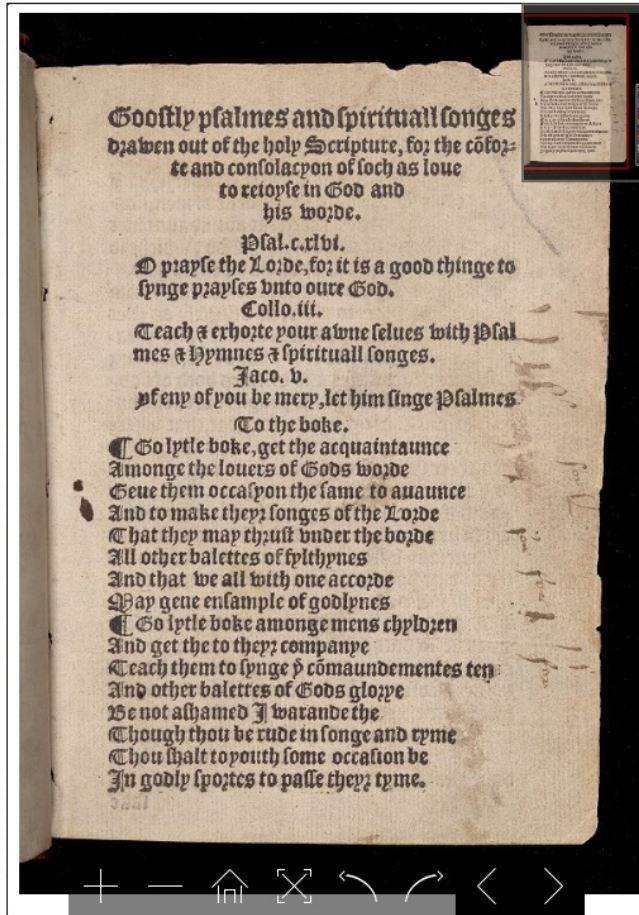 Goostly psalmes and spirituall songes
drawen out of the holy Scripture, for the cōfor⸗
te and consolacyon of soch as loue
to reioyse in God and
his worde.
Psal.c.xlvi.
O prayse the Lorde, for it is a good thinge to
synge prayses vnto oure God.
Collo.iii.
Teach ⁊ exhorte your awne selues with Psal
mes ⁊ Hymnes ⁊ spirituall songes.
Jaco. v.
yf eny of you be mery, let him singe Psalmes
To the boke.
¶ Go lytle boke, get the acquaintaunce
Amonge the louers of Gods worde
Geue them occasyon the same to auaunce
And to make theyr songes of the Lorde
That they may thrust vnder the borde
All other balettes of fylthynes
And that we all with one accorde
May geue ensample of godlynes
¶ Go lytle boke amonge mens chyldren
And get the to theyr companye
Teach them to synge yͤ cōmaundementes ten
And other balettes of Gods glorye
Be not ashamed I warande the
Though thou be rude in songe and ryme
Thou shalt to youth some occasion be
In godly sportes to passe theyr tyme.